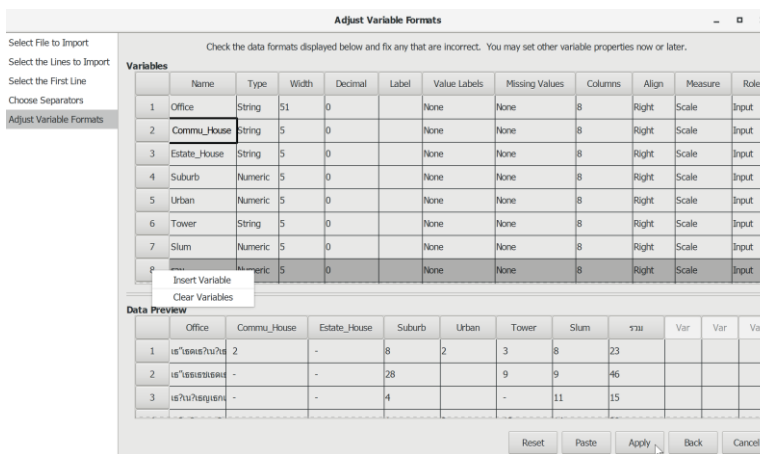 Adjust Variable Formats
Select File to Import
Select the Lines to Import
Select the First Line
Choose Separators
Adjust Variable Formats
Check the data formats displayed below and fix any that are incorrect. You may set other variable properties now or later.
Variables
Name Type Width Decimal Label Value Labels Missing Values Columns Align Measure Role
1 Office String 51 0 None None 8 Right Scale Input
2 Commu_House String 5 0 None None 8 Right Scale Input
3 Estate_House String 5 0 None None 8 Right Scale Input
4 Suburb Numeric 5 0 None None 8 Right Scale Input
5 Urban Numeric 5 0 None None 8 Right Scale Input
6 Tower String 5 0 None None 8 Right Scale Input
7 Slum Numeric 5 0 None None 8 Right Scale Input
8 รวม Numeric 5 0 None None 8 Right Scale Input
Insert Variable
Clear Variables
Data Preview
Office Commu_House Estate_House Suburb Urban Tower Slum รวม Var Var Va
1 2 - 8 2 3 8 23
2 - - 28 9 9 46
3 - - 4 - 11 15
Reset Paste Apply Back Cancel